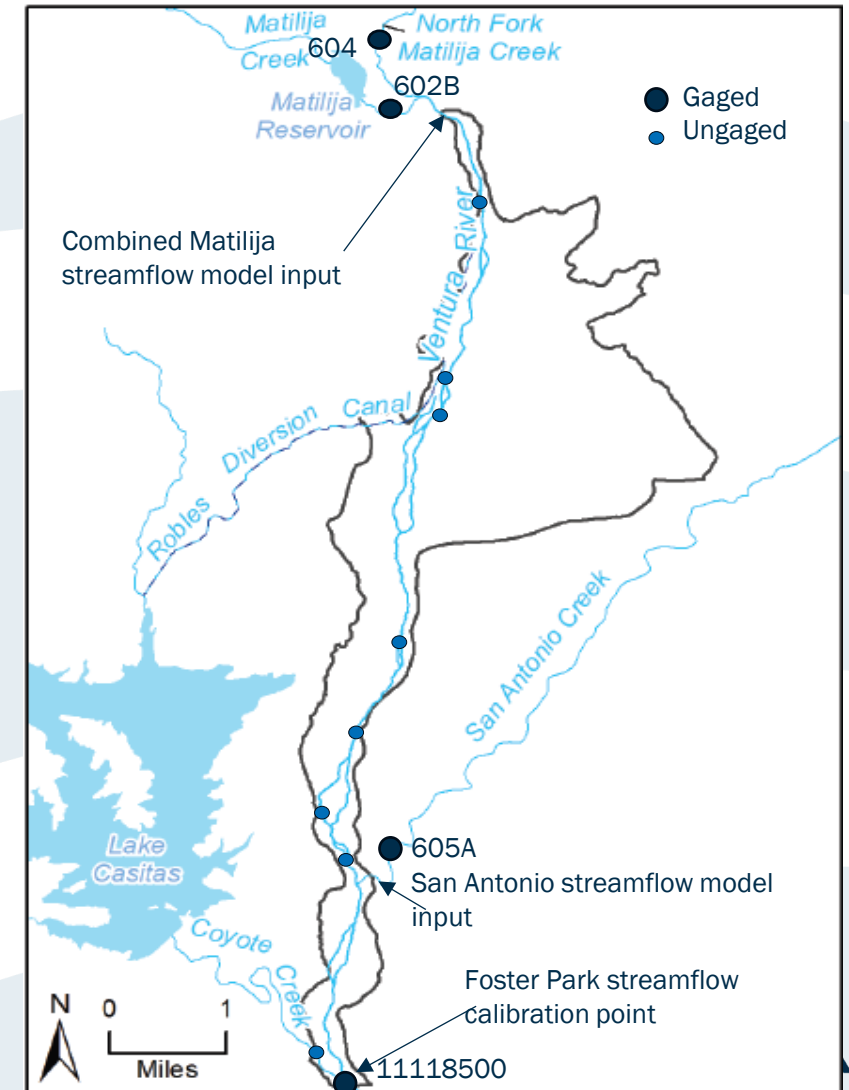 Matilija
Creek
604
North Fork
Matilija Creek
602B
Matilija
Reservoir
Gaged
Ungaged
Combined Matilija
streamflow model input
Ventura River
Robles Diversion Canal
San Antonio Creek
605A
San Antonio streamflow model
input
Lake
Casitas
Coyote
Creek
Foster Park streamflow
calibration point
N
0 1
Miles
11118500